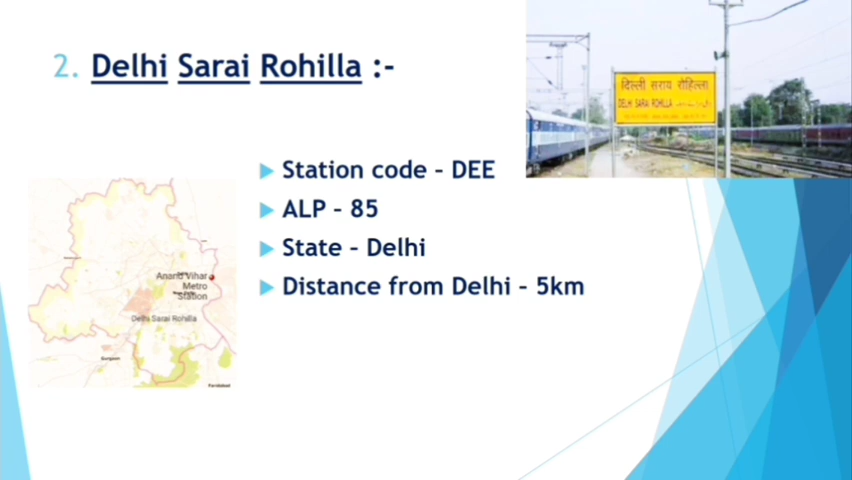 2. Delhi Sarai Rohilla :-
दिल्ली सराय रोहिल्ला
DELHI SARAI ROHILLA
Station code – DEE
ALP – 85
State – Delhi
Distance from Delhi – 5km
Anand Vihar
Metro
Station
Delhi Sarai Rohilla
Gurgaon
Faridabad